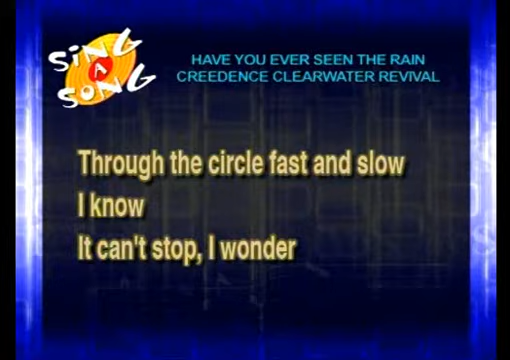 SiNG
A
SONG
HAVE YOU EVER SEEN THE RAIN
CREEDENCE CLEARWATER REVIVAL
Through the circle fast and slow
I know
It can't stop, I wonder